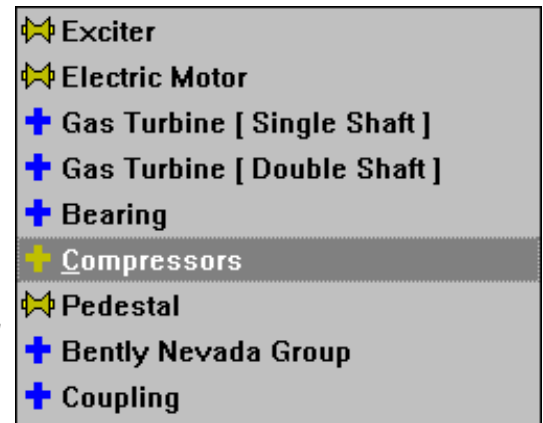 Exciter
Electric Motor
Gas Turbine [ Single Shaft ]
Gas Turbine [ Double Shaft ]
Bearing
Compressors
Pedestal
Bently Nevada Group
Coupling